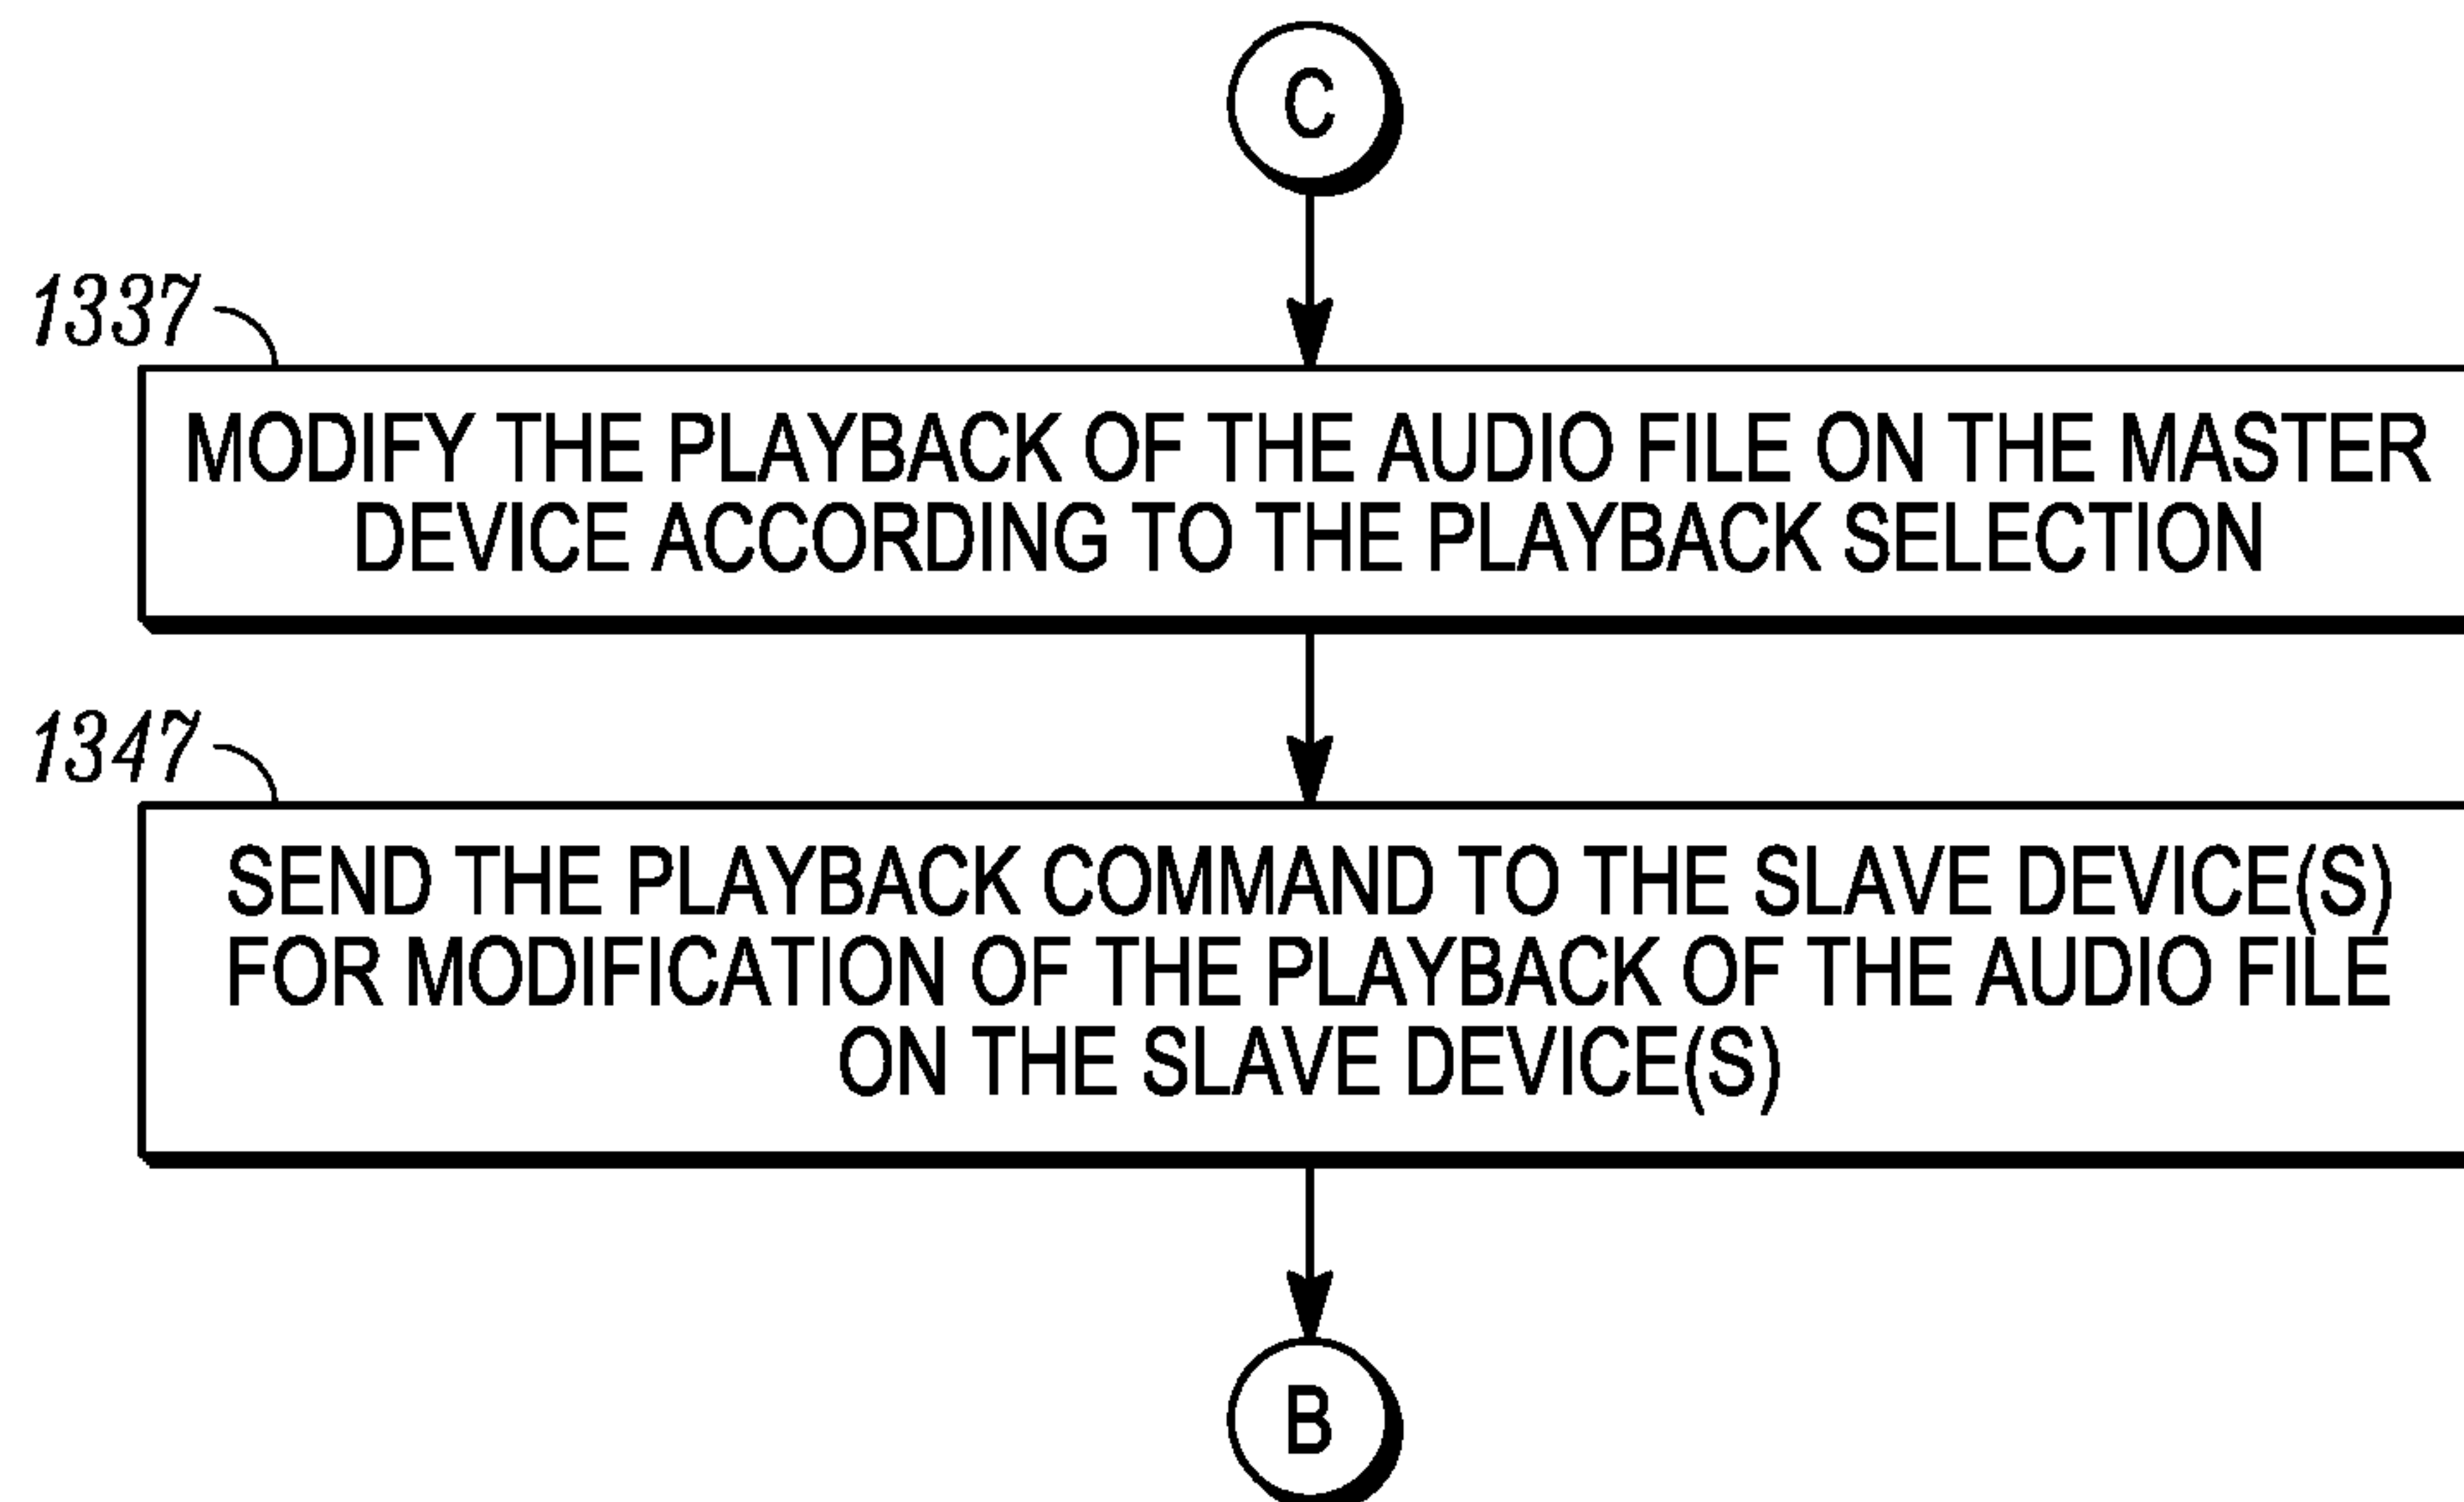 C
1337
MODIFY THE PLAYBACK OF THE AUDIO FILE ON THE MASTER
DEVICE ACCORDING TO THE PLAYBACK SELECTION
1347
SEND THE PLAYBACK COMMAND TO THE SLAVE DEVICE(S)
FOR MODIFICATION OF THE PLAYBACK OF THE AUDIO FILE
ON THE SLAVE DEVICE(S)
B